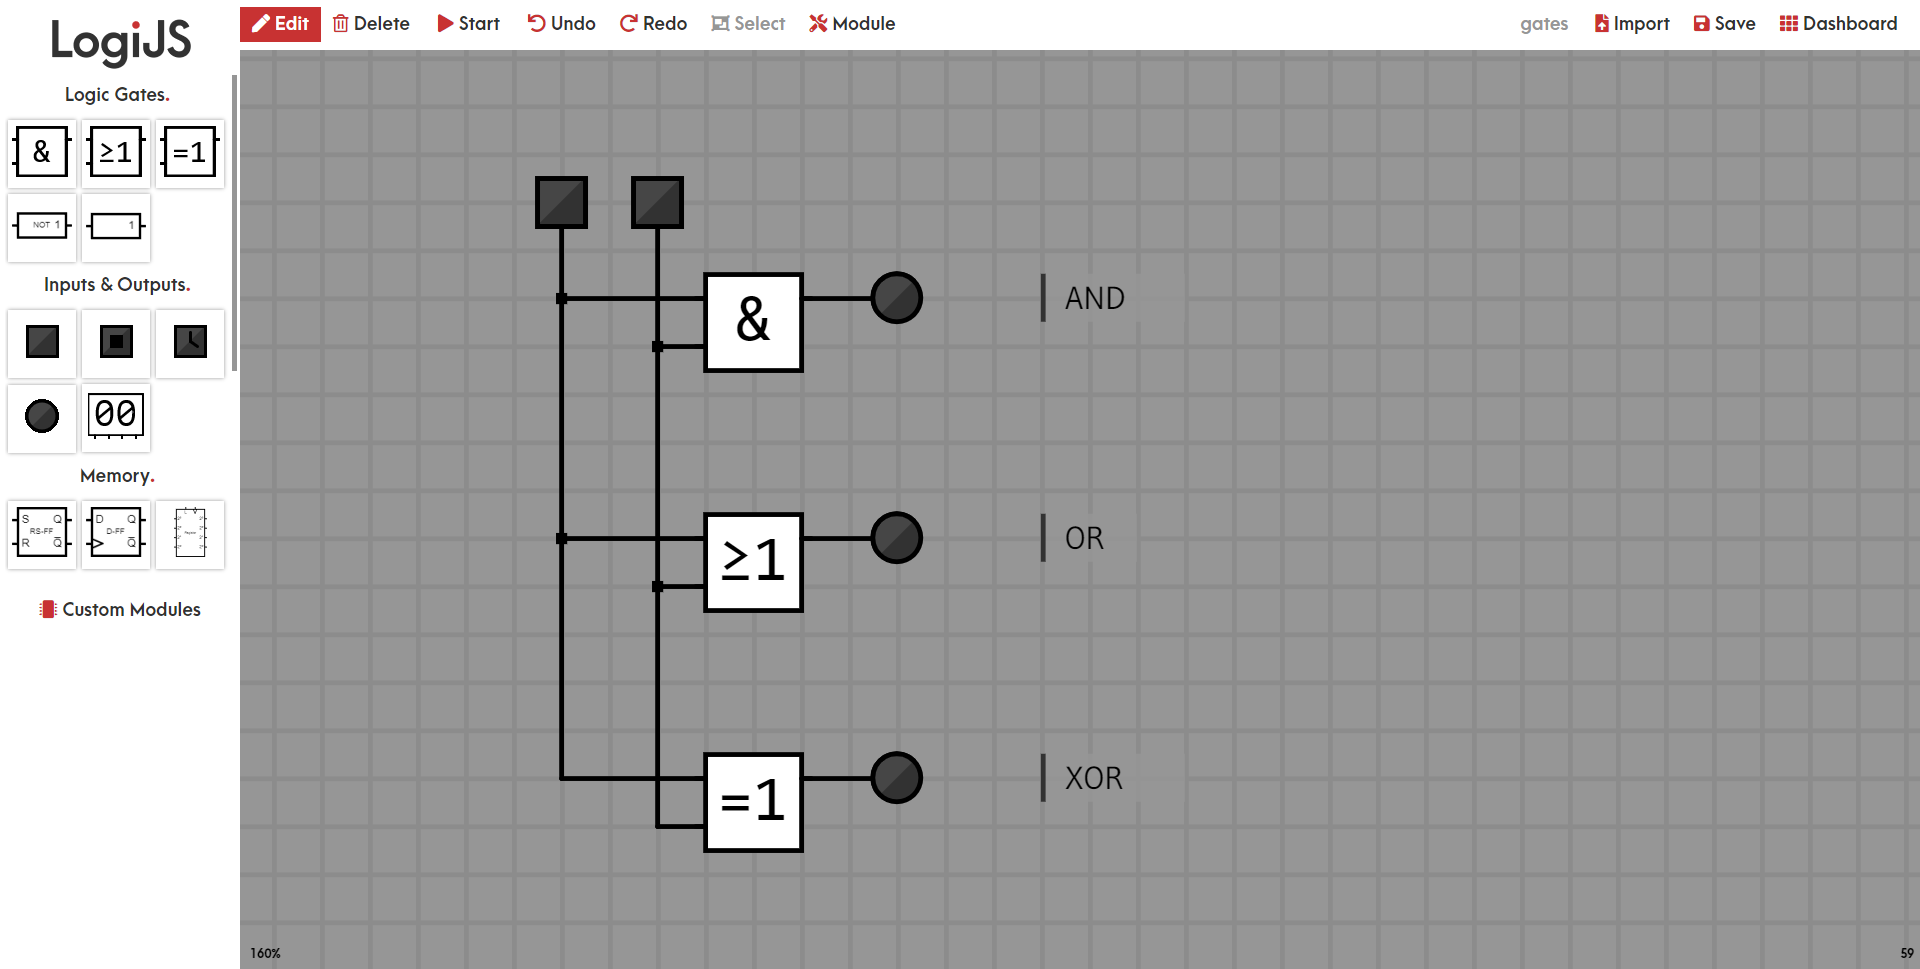 LogiJS
Edit Delete Start Undo Redo Select Module gates Import Save Dashboard
Logic Gates.
& ≥1 =1
NOT 1 1
Inputs & Outputs.
00
Memory.
S Q RS-FF R Q̅
D Q D-FF Q̅
Custom Modules
& AND
≥1 OR
=1 XOR
160% 59